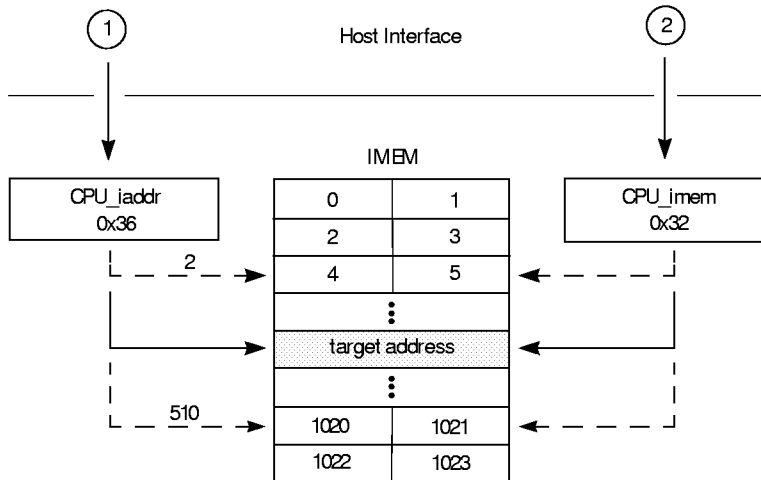 1 Host Interface 2
IMEM
CPU_iaddr
0x36
CPU_imem
0x32
0 1
2 3
2
4 5
target address
510
1020 1021
1022 1023